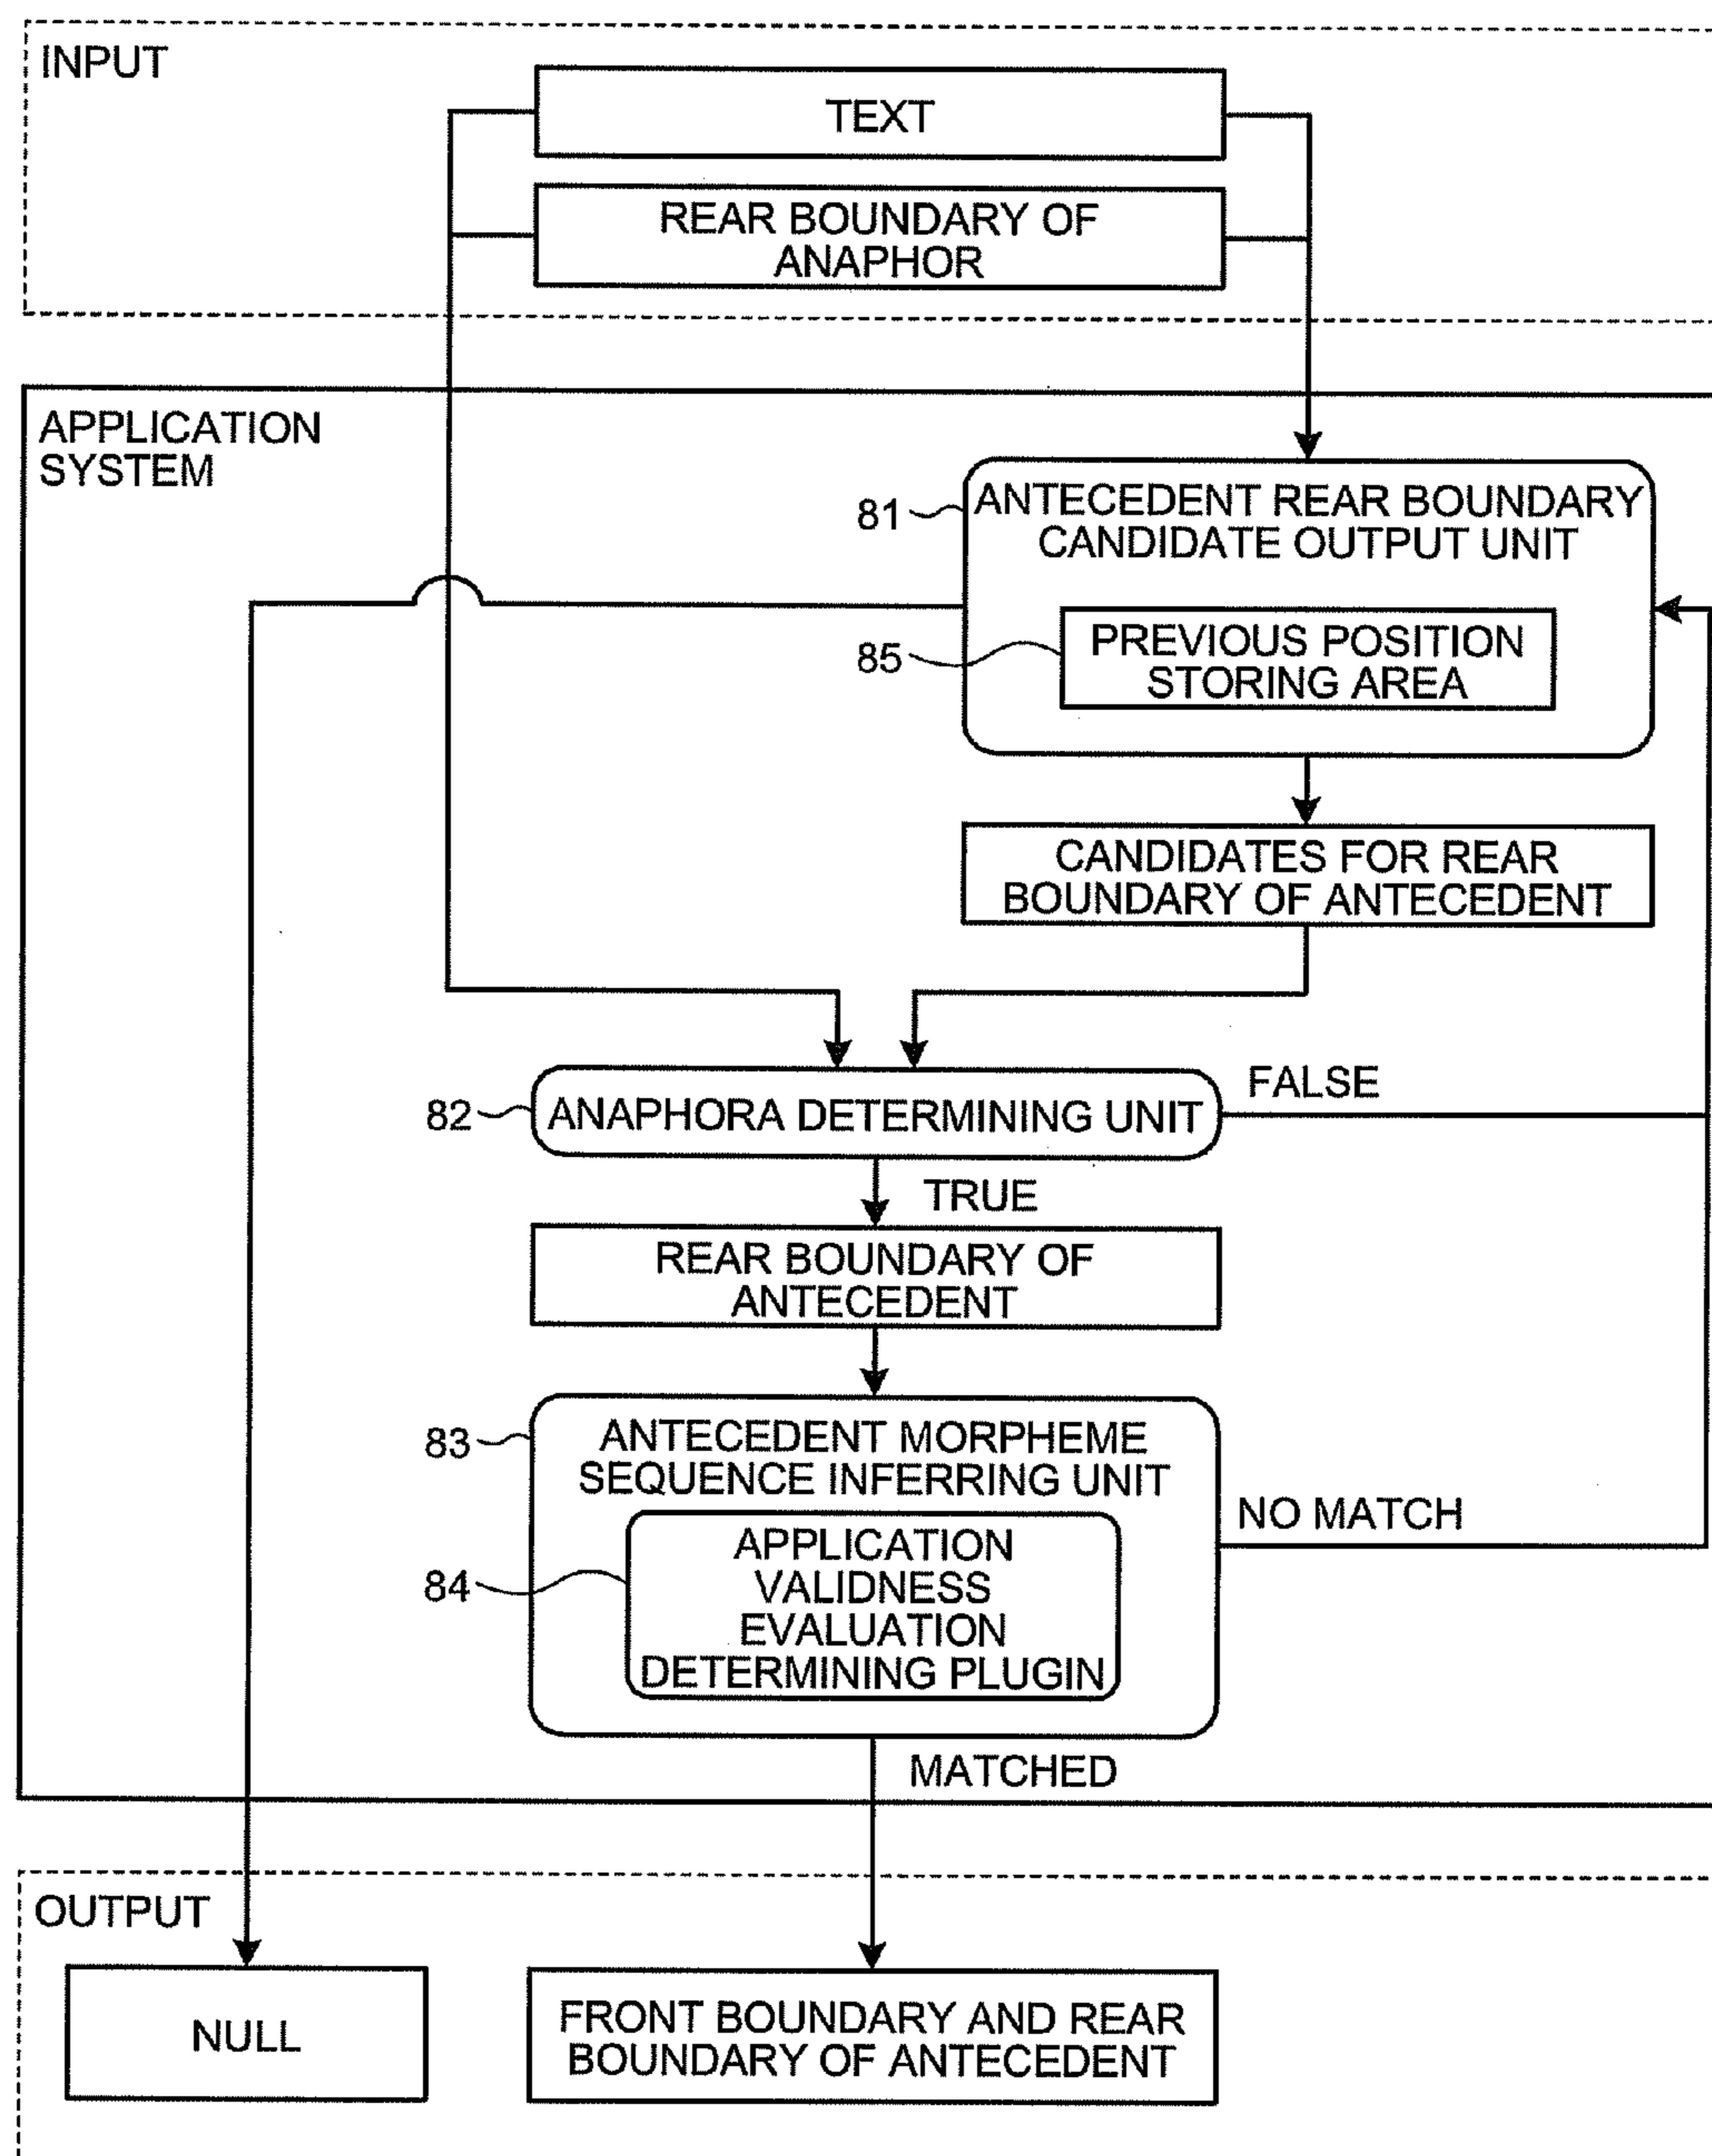 INPUT
TEXT
REAR BOUNDARY OF
ANAPHOR
APPLICATION
SYSTEM
81
ANTECEDENT REAR BOUNDARY
CANDIDATE OUTPUT UNIT
85
PREVIOUS POSITION
STORING AREA
CANDIDATES FOR REAR
BOUNDARY OF ANTECEDENT
82
ANAPHORA DETERMINING UNIT
FALSE
TRUE
REAR BOUNDARY OF
ANTECEDENT
83
ANTECEDENT MORPHEME
SEQUENCE INFERRING UNIT
NO MATCH
84
APPLICATION
VALIDNESS
EVALUATION
DETERMINING PLUGIN
MATCHED
OUTPUT
NULL
FRONT BOUNDARY AND REAR
BOUNDARY OF ANTECEDENT